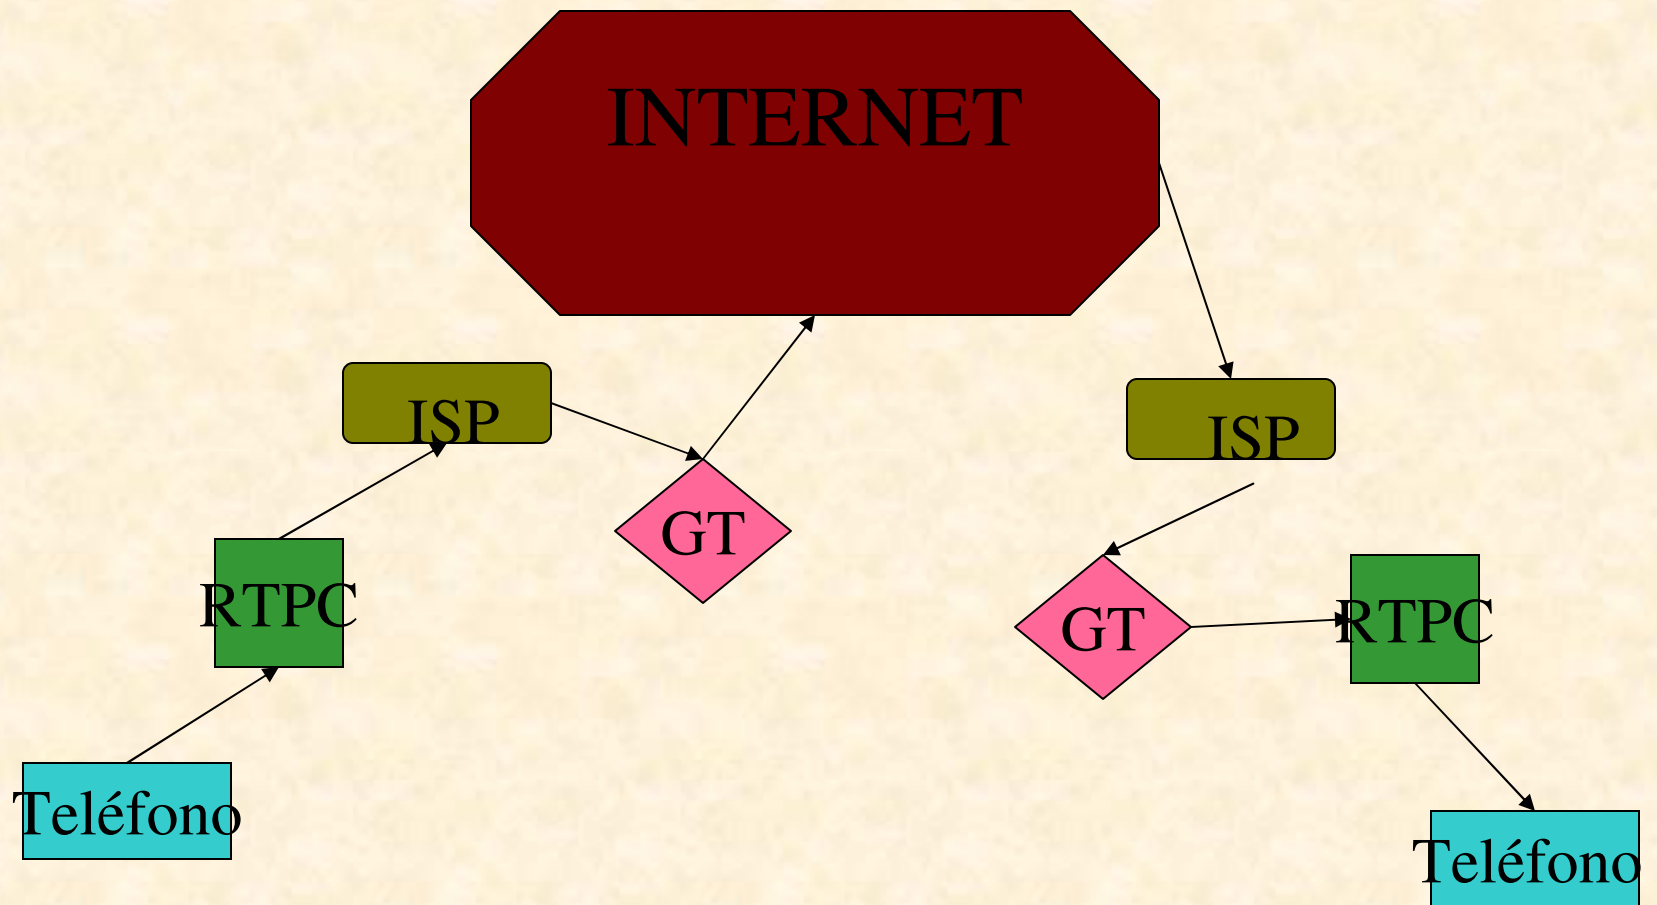 INTERNET
ISP
ISP
GT
RTPC
GT
RTPC
Teléfono
Teléfono